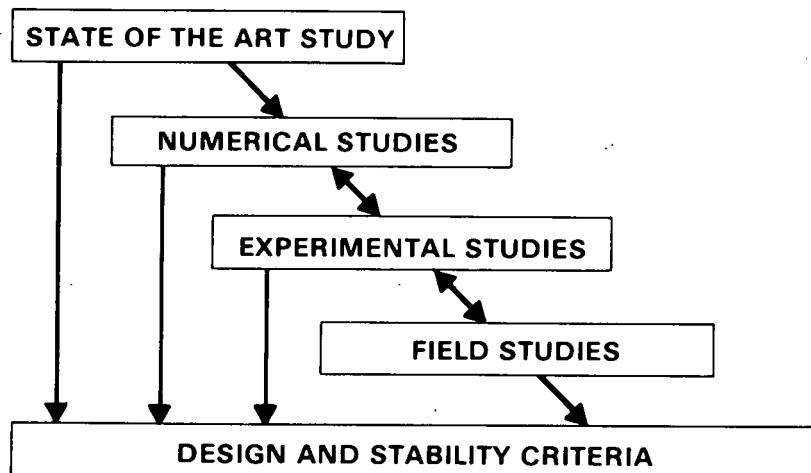 STATE OF THE ART STUDY
NUMERICAL STUDIES
EXPERIMENTAL STUDIES
FIELD STUDIES
DESIGN AND STABILITY CRITERIA